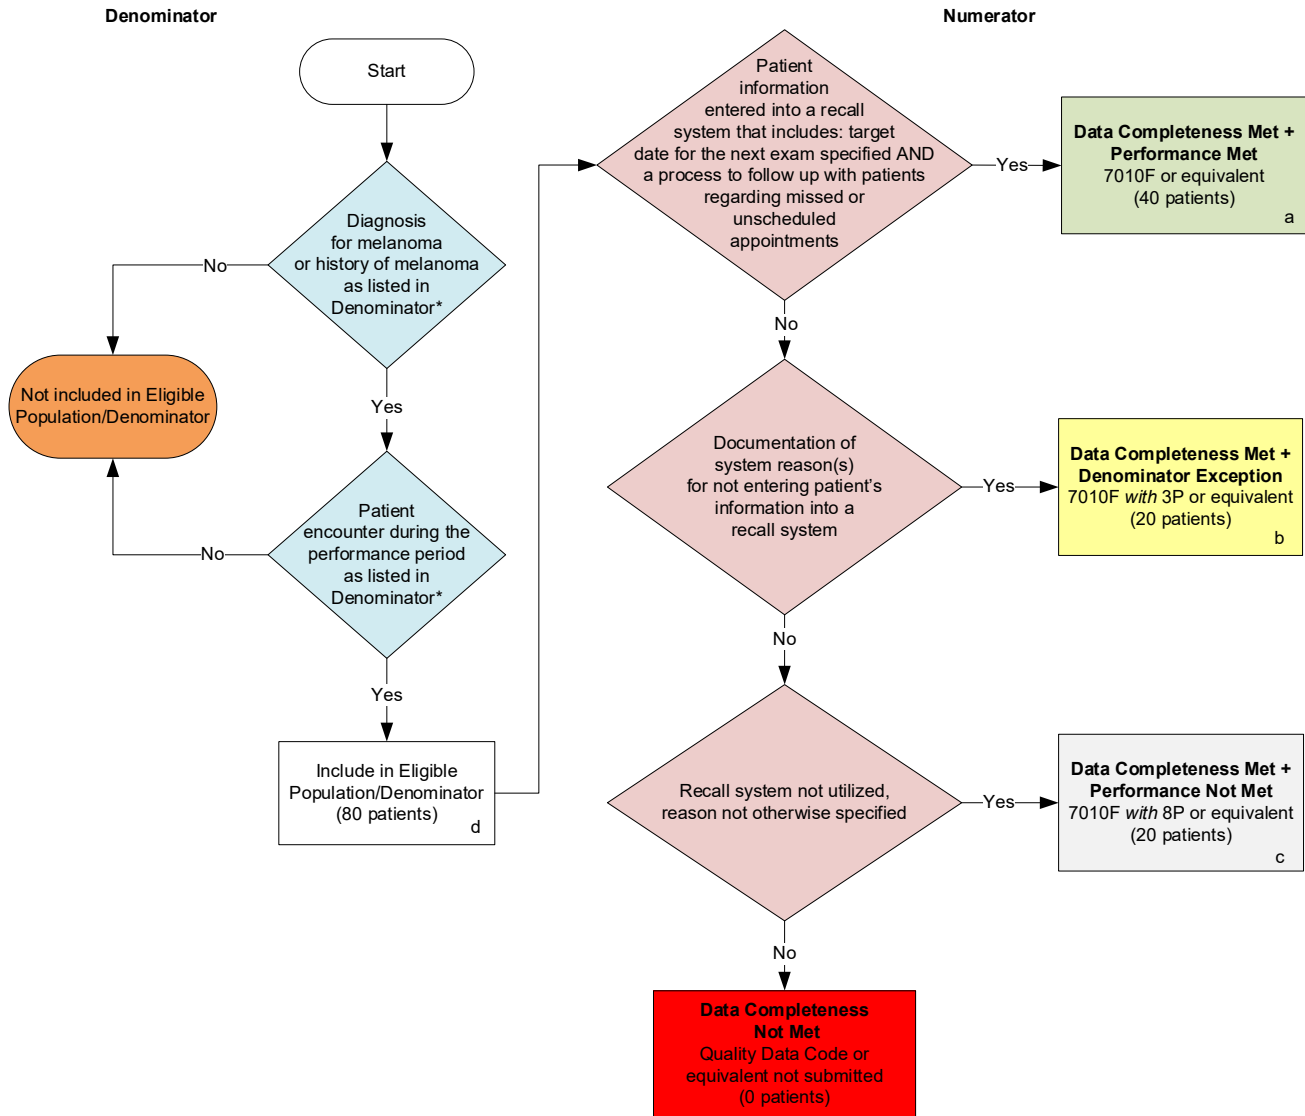 Denominator
Numerator
Start
Diagnosis
for melanoma
or history of melanoma
as listed in
Denominator*
No
Yes
Not included in Eligible
Population/Denominator
Patient
encounter during the
performance period
as listed in
Denominator*
No
Yes
Include in Eligible
Population/Denominator
(80 patients)
d
Patient
information
entered into a recall
system that includes: target
date for the next exam specified AND
a process to follow up with patients
regarding missed or
unscheduled
appointments
Yes
Data Completeness Met +
Performance Met
7010F or equivalent
(40 patients)
a
No
Documentation of
system reason(s)
for not entering patient’s
information into a
recall system
Yes
Data Completeness Met +
Denominator Exception
7010F with 3P or equivalent
(20 patients)
b
No
Recall system not utilized,
reason not otherwise specified
Yes
Data Completeness Met +
Performance Not Met
7010F with 8P or equivalent
(20 patients)
c
No
Data Completeness
Not Met
Quality Data Code or
equivalent not submitted
(0 patients)